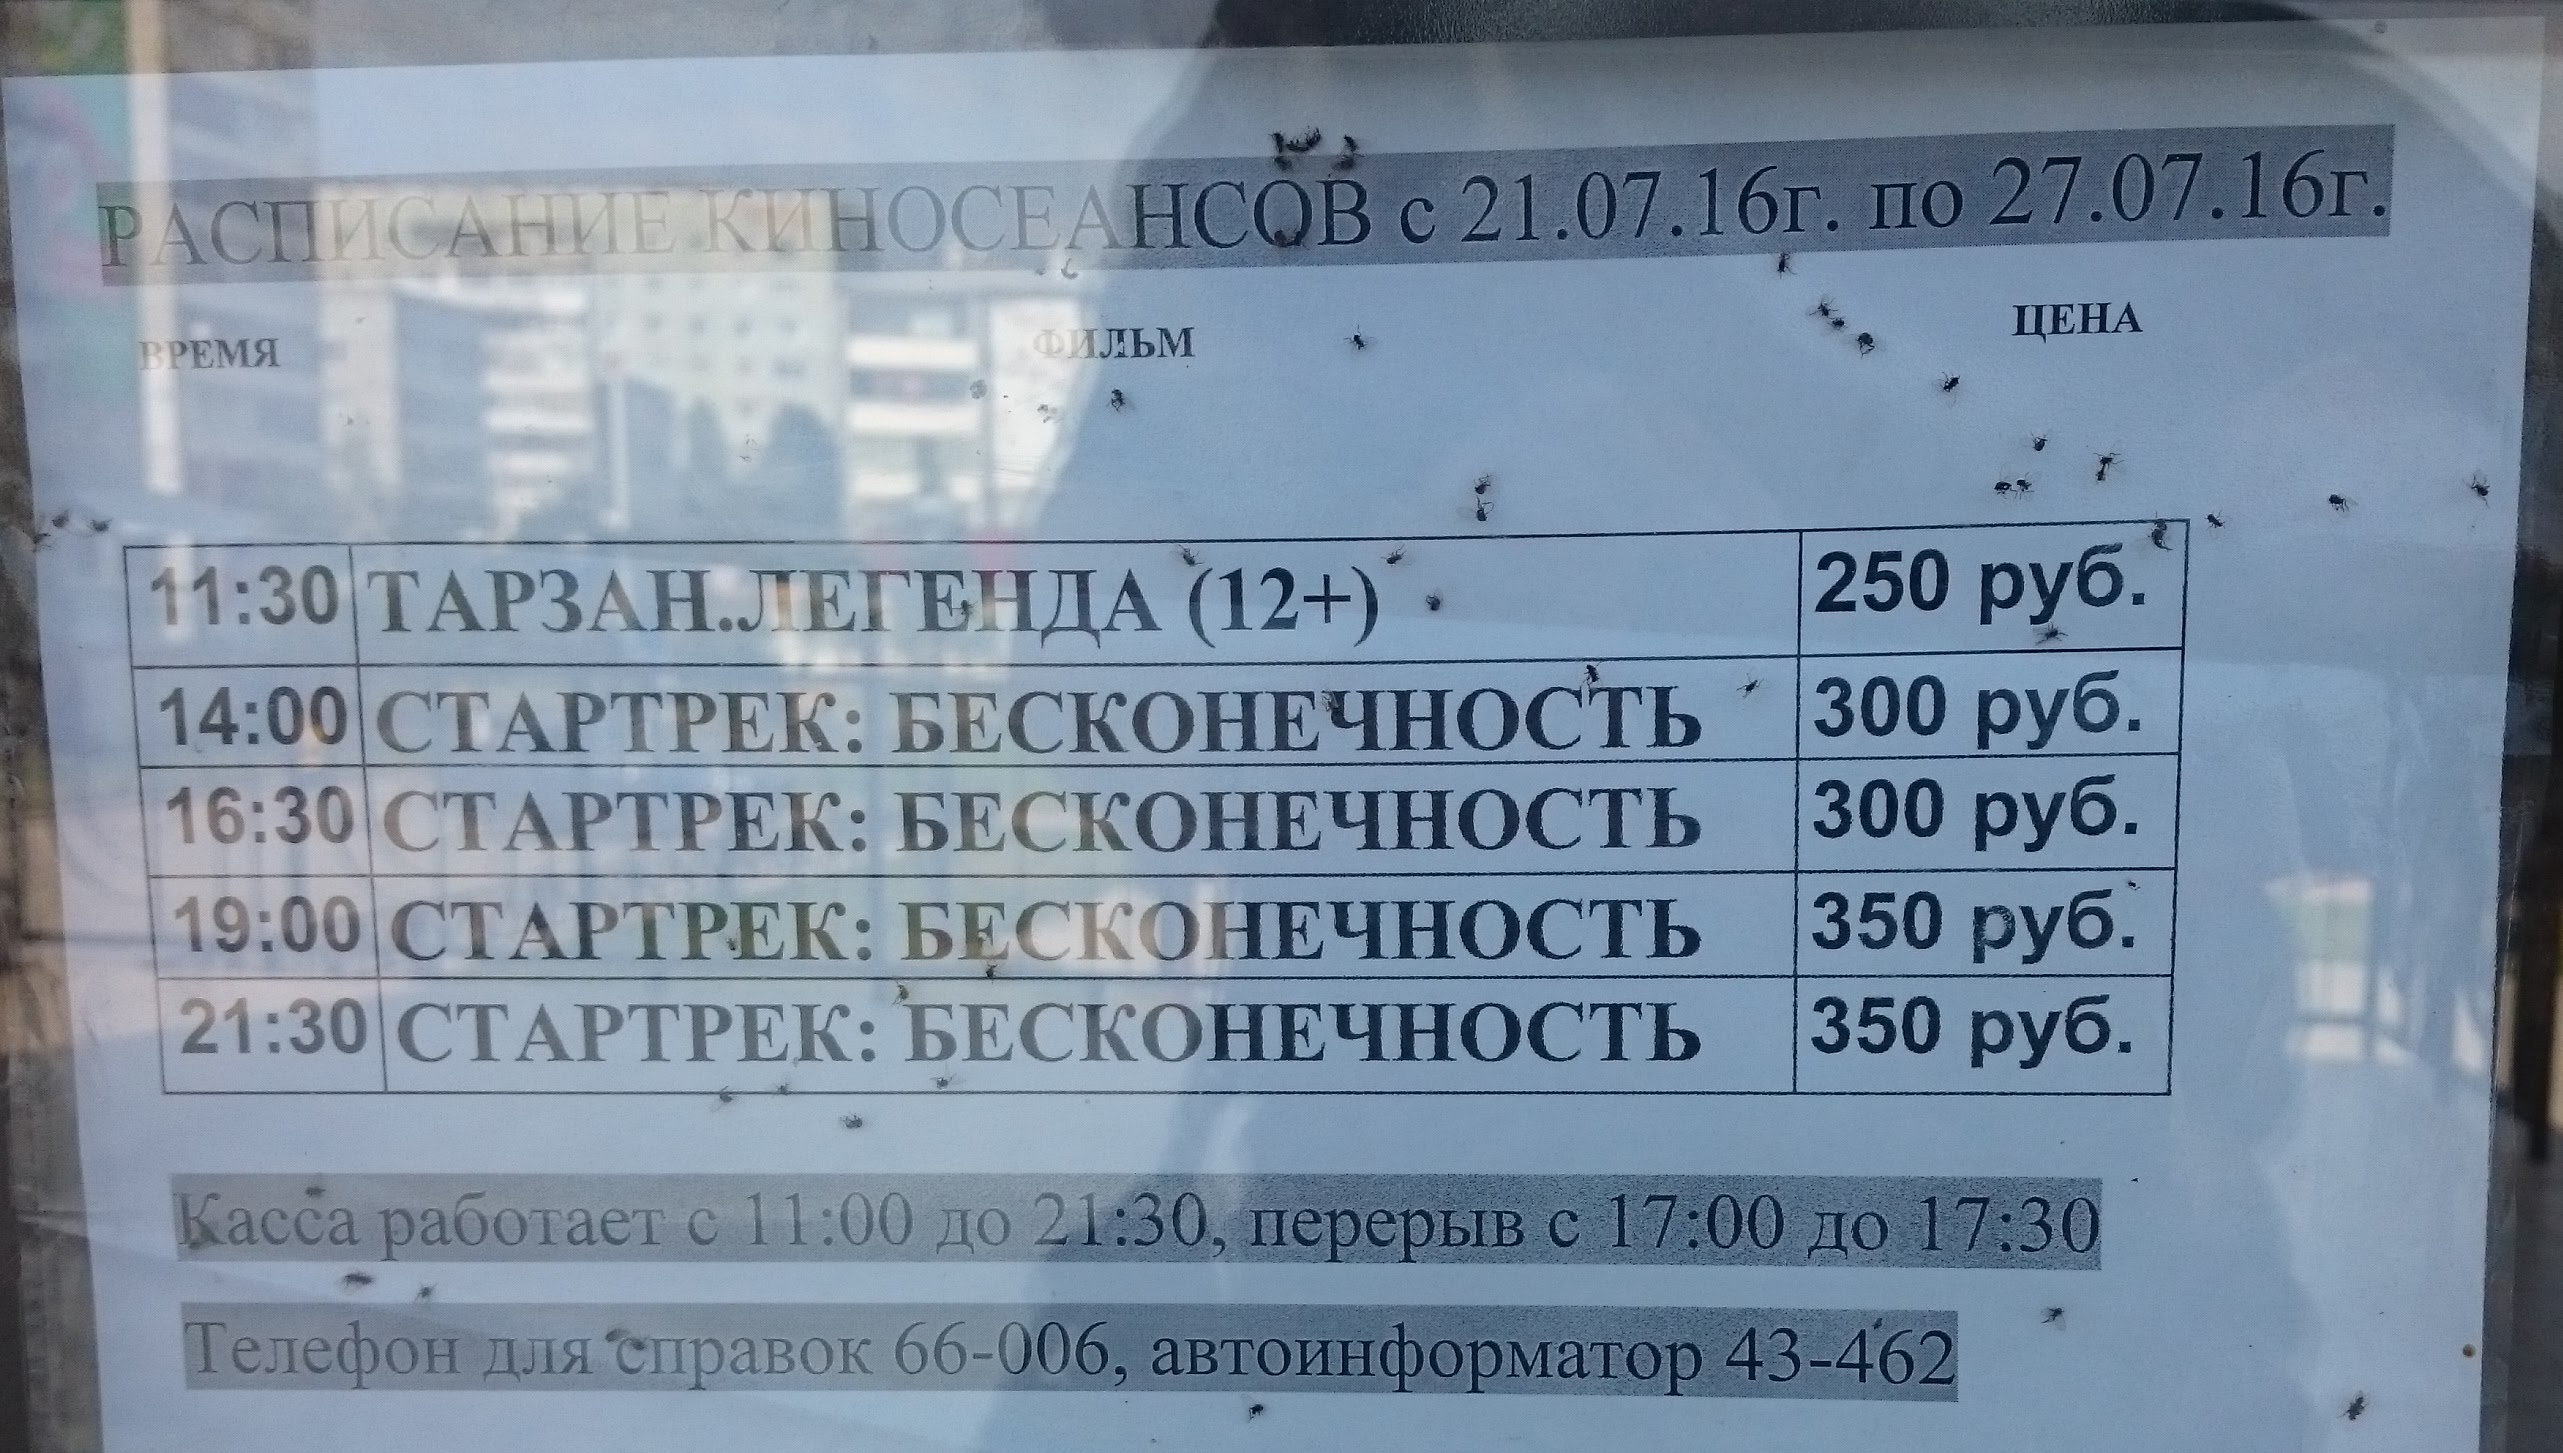 РАСПИСАНИЕ КИНОСЕАНСОВ с 21.07.16г. по 27.07.16г.
ВРЕМЯ ФИЛЬМ ЦЕНА
11:30 ТАРЗАН.ЛЕГЕНДА (12+) 250 руб.
14:00 СТАРТРЕК: БЕСКОНЕЧНОСТЬ 300 руб.
16:30 СТАРТРЕК: БЕСКОНЕЧНОСТЬ 300 руб.
19:00 СТАРТРЕК: БЕСКОНЕЧНОСТЬ 350 руб.
21:30 СТАРТРЕК: БЕСКОНЕЧНОСТЬ 350 руб.
Касса работает с 11:00 до 21:30, перерыв с 17:00 до 17:30
Телефон для справок 66-006, автоинформатор 43-462